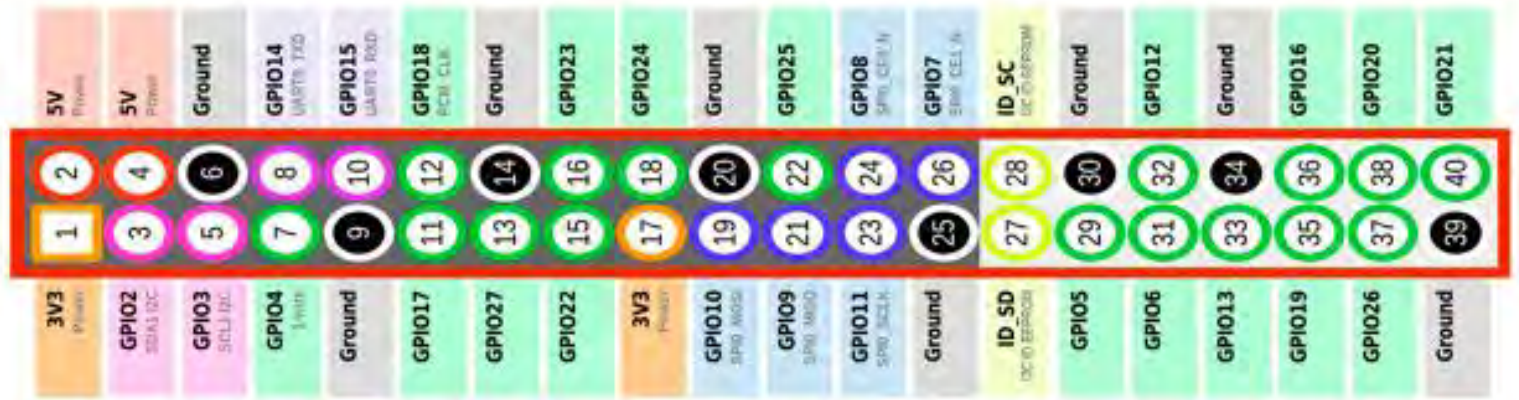 5V
Power
5V
Power
Ground
GPIO14
UART0 TXD
GPIO15
UART0 RXD
GPIO18
PCM CLK
Ground
GPIO23
GPIO24
Ground
GPIO25
GPIO8
SPI0 CE0_N
GPIO7
SPI0 CE1_N
ID_SC
I2C ID EEPROM
Ground
GPIO12
Ground
GPIO16
GPIO20
GPIO21
2 4 6 8 10 12 14 16 18 20 22 24 26 28 30 32 34 36 38 40
1 3 5 7 9 11 13 15 17 19 21 23 25 27 29 31 33 35 37 39
3V3
Power
GPIO2
SDA1 I2C
GPIO3
SCL1 I2C
GPIO4
1-wire
Ground
GPIO17
GPIO27
GPIO22
3V3
Power
GPIO10
SPI0 MOSI
GPIO9
SPI0 MISO
GPIO11
SPI0 SCLK
Ground
ID_SD
I2C ID EEPROM
GPIO5
GPIO6
GPIO13
GPIO19
GPIO26
Ground